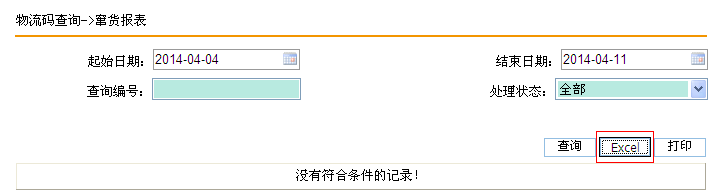 物流码查询->窜货报表
起始日期： 2014-04-04 结束日期： 2014-04-11
查询编号： 处理状态： 全部
查询 Excel 打印
没有符合条件的记录！